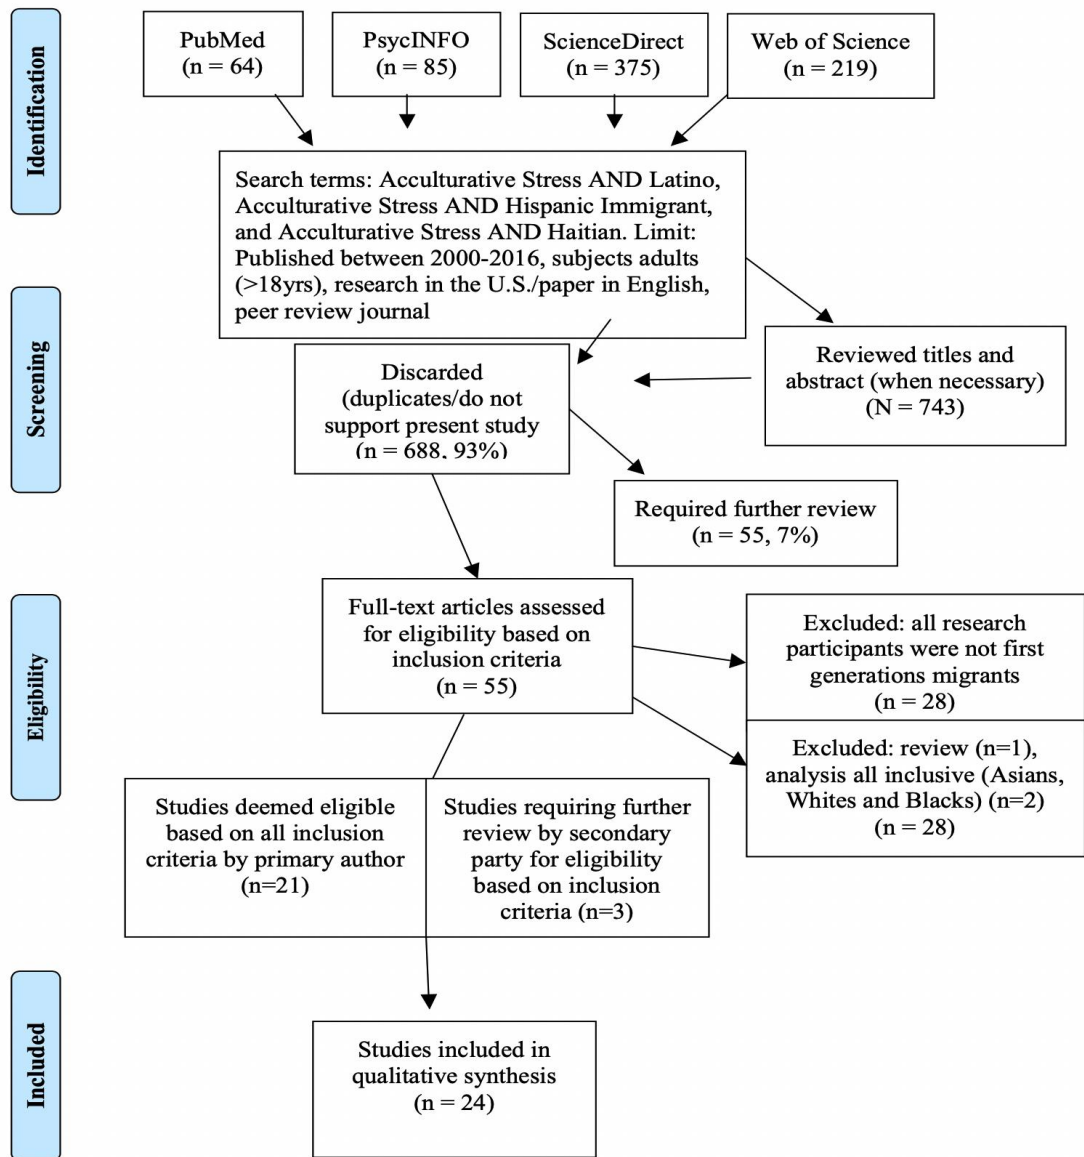 Identification
PubMed
(n = 64)
PsycINFO
(n = 85)
ScienceDirect
(n = 375)
Web of Science
(n = 219)
Search terms: Acculturative Stress AND Latino,
Acculturative Stress AND Hispanic Immigrant,
and Acculturative Stress AND Haitian. Limit:
Published between 2000-2016, subjects adults
(>18yrs), research in the U.S./paper in English,
peer review journal
Screening
Reviewed titles and
abstract (when necessary)
(N = 743)
Discarded
(duplicates/do not
support present study
(n = 688, 93%)
Required further review
(n = 55, 7%)
Eligibility
Full-text articles assessed
for eligibility based on
inclusion criteria
(n = 55)
Excluded: all research
participants were not first
generations migrants
(n = 28)
Excluded: review (n=1),
analysis all inclusive (Asians,
Whites and Blacks) (n=2)
(n = 28)
Studies deemed eligible
based on all inclusion
criteria by primary author
(n=21)
Studies requiring further
review by secondary
party for eligibility
based on inclusion
criteria (n=3)
Included
Studies included in
qualitative synthesis
(n = 24)